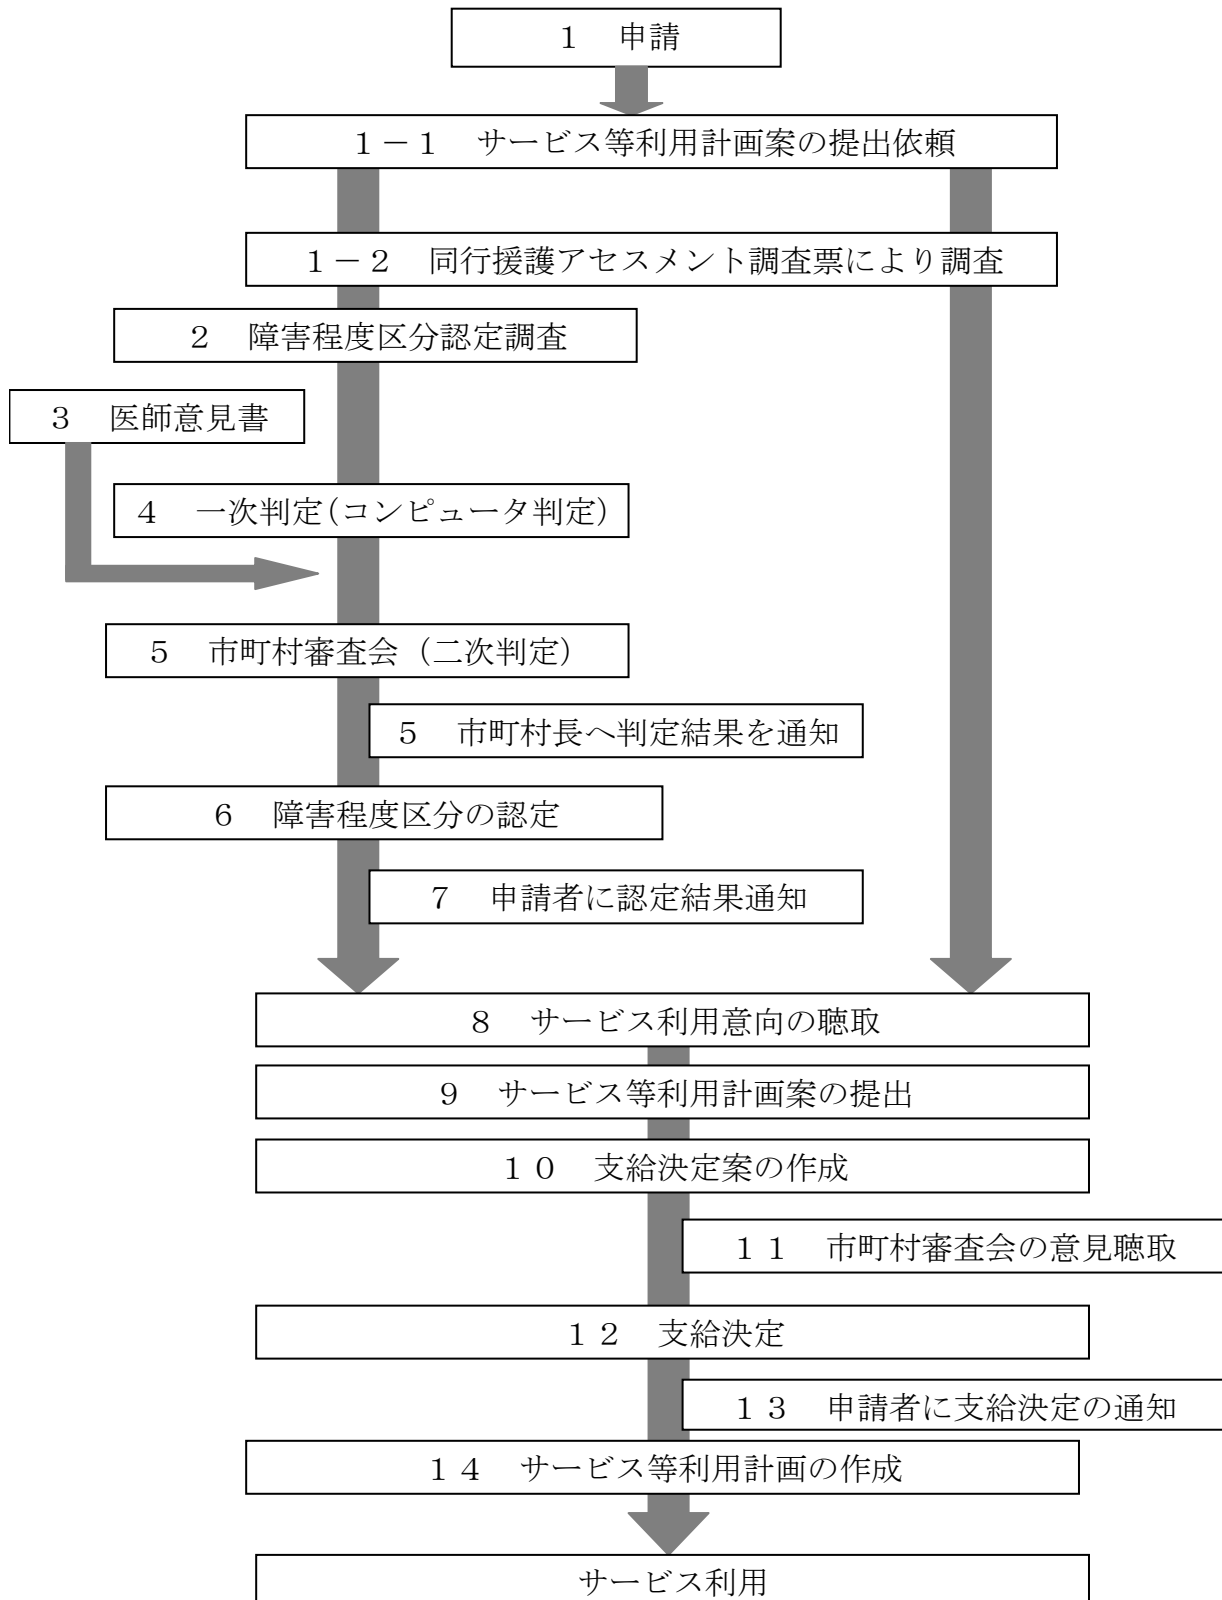 １　申請
１－１　サービス等利用計画案の提出依頼
１－２　同行援護アセスメント調査票により調査
２　障害程度区分認定調査
３　医師意見書
４　一次判定(コンピュータ判定)
５　市町村審査会（二次判定）
５　市町村長へ判定結果を通知
６　障害程度区分の認定
７　申請者に認定結果通知
８　サービス利用意向の聴取
９　サービス等利用計画案の提出
１０　支給決定案の作成
１１　市町村審査会の意見聴取
１２　支給決定
１３　申請者に支給決定の通知
１４　サービス等利用計画の作成
サービス利用